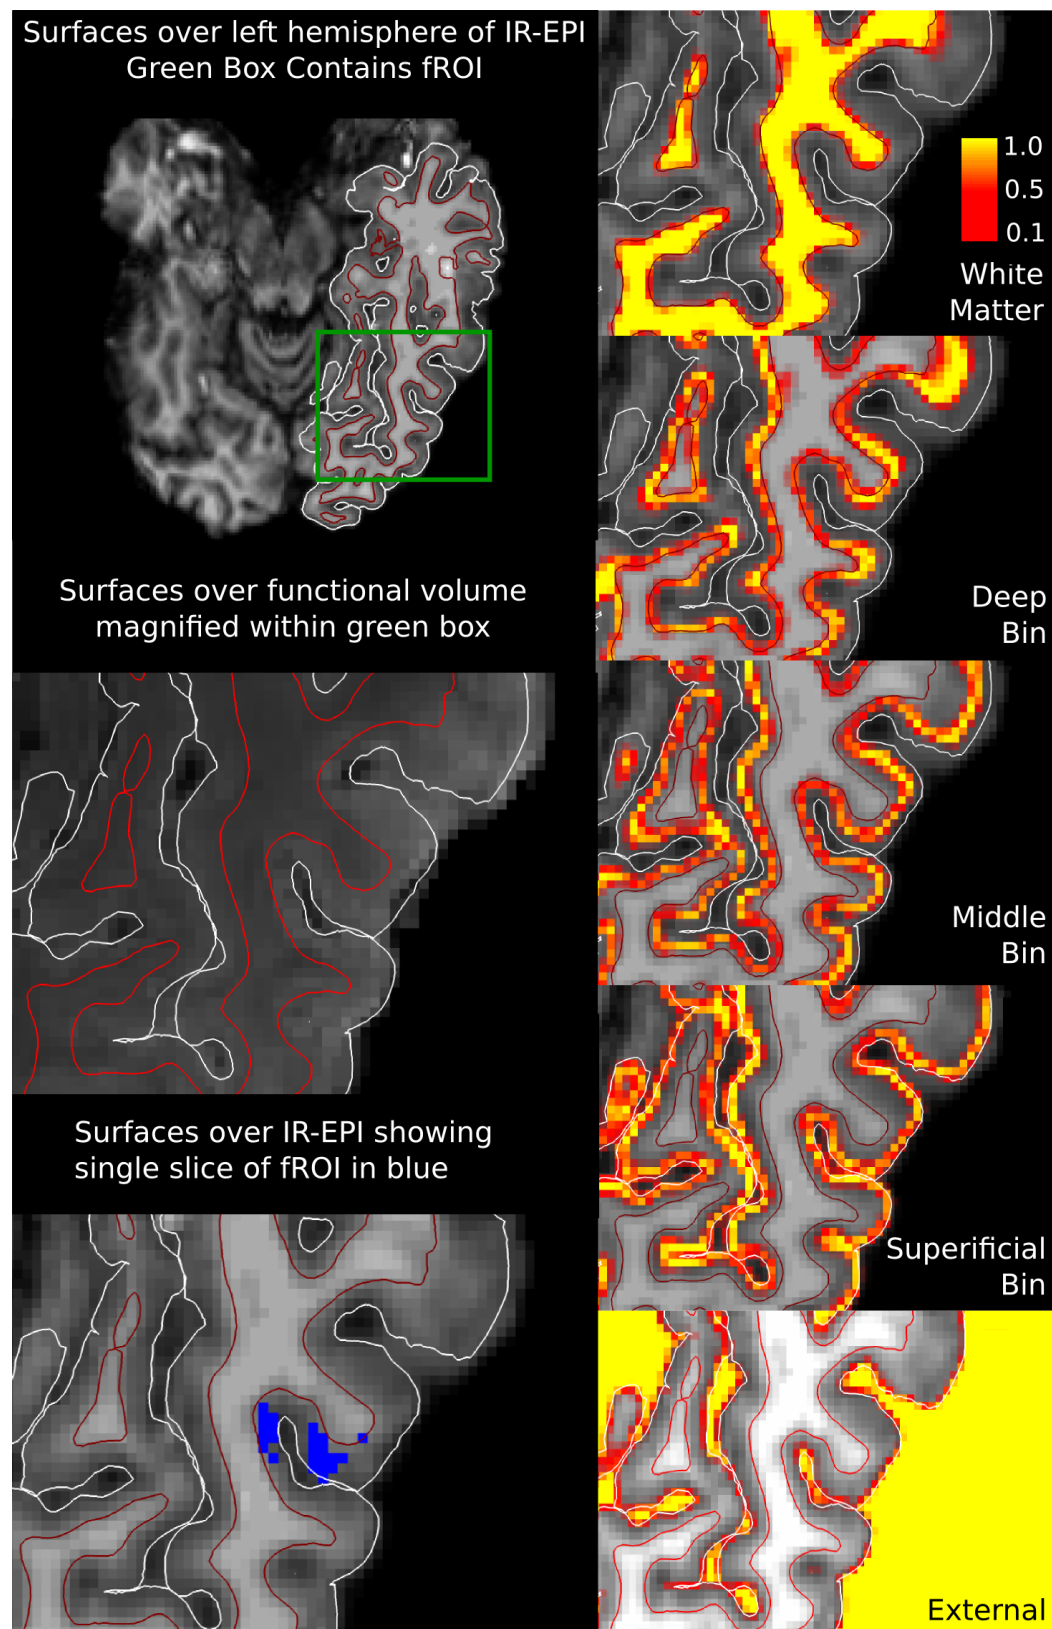 Surfaces over left hemisphere of IR-EPI
Green Box Contains fROI
Surfaces over functional volume
magnified within green box
Surfaces over IR-EPI showing
single slice of fROI in blue
1.0
0.5
0.1
White
Matter
Deep
Bin
Middle
Bin
Superificial
Bin
External